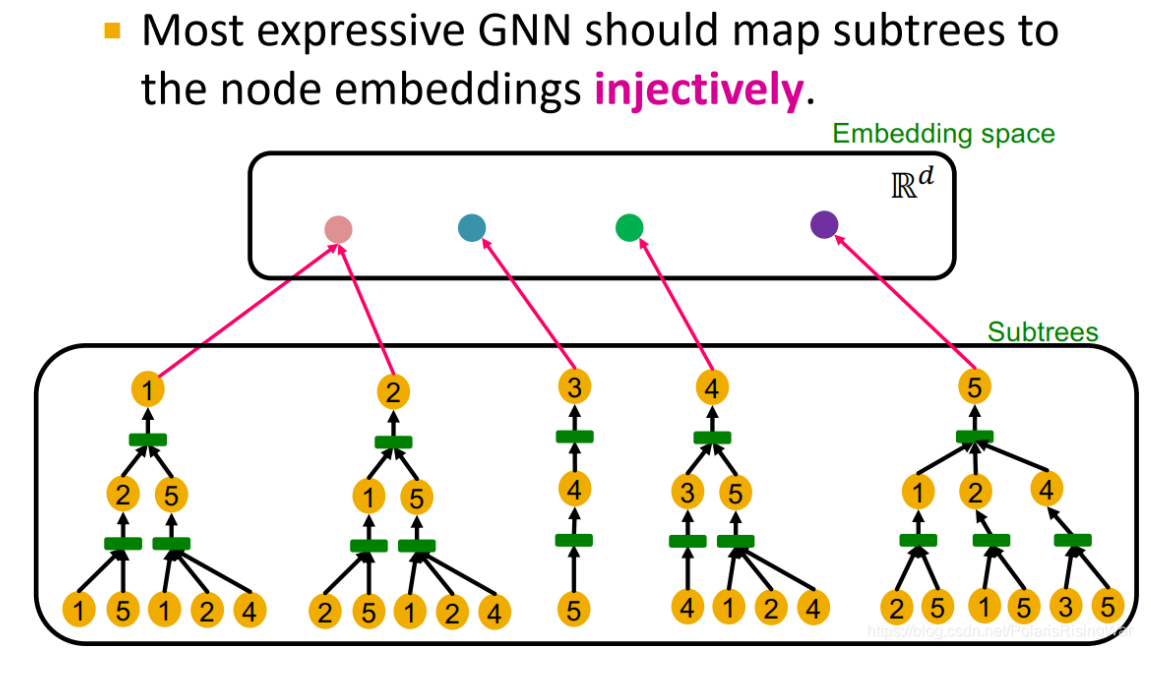 Most expressive GNN should map subtrees to
the node embeddings injectively.
Embedding space
ℝᵈ
Subtrees
1 2 3 4 5
2 5 1 5 4 3 5 1 2 4
1 5 1 2 4 2 5 1 2 4 5 4 1 2 4 2 5 1 5 3 5
https://blog.csdn.net/PolarisRisingWar